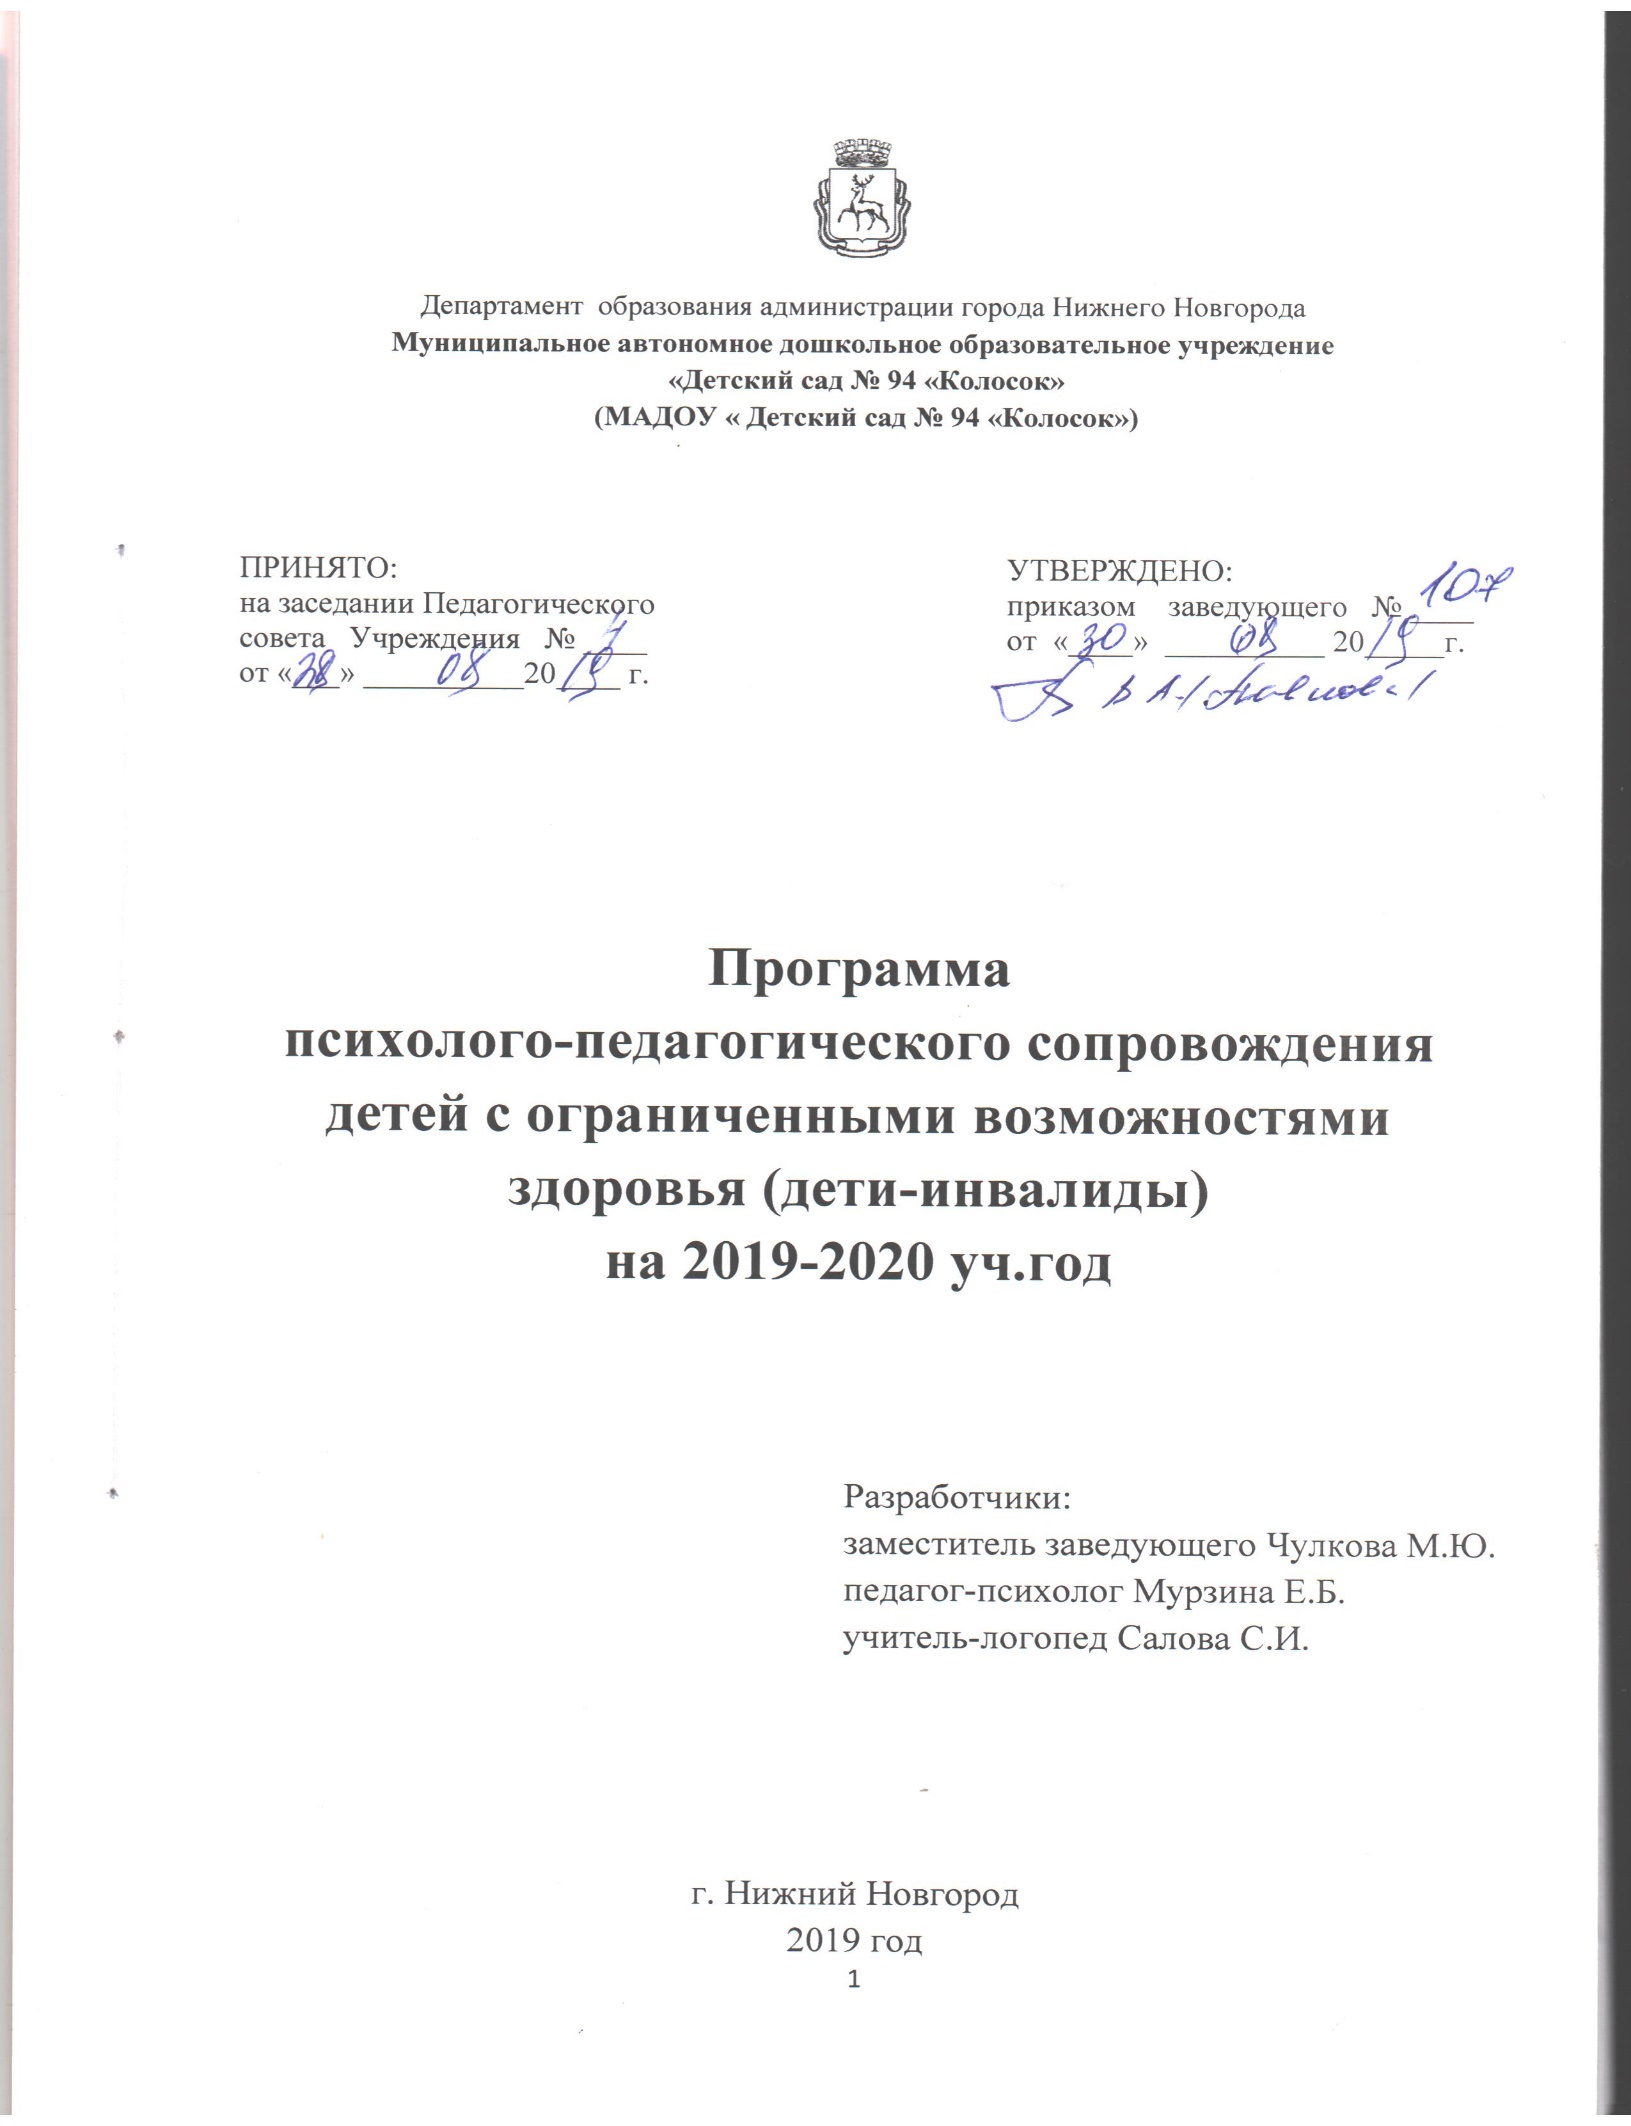 Департамент  образования администрации города Нижнего Новгорода
Муниципальное автономное дошкольное образовательное учреждение
«Детский сад № 94 «Колосок»
(МАДОУ « Детский сад № 94 «Колосок»)
ПРИНЯТО:
на заседании Педагогического
совета Учреждения №
от «28» 08 2019 г.
УТВЕРЖДЕНО:
приказом заведующего № 107
от «30» 08 2019 г.
В А
Программа
психолого-педагогического сопровождения
детей с ограниченными возможностями
здоровья (дети-инвалиды)
на 2019-2020 уч.год
Разработчики:
заместитель заведующего Чулкова М.Ю.
педагог-психолог Мурзина Е.Б.
учитель-логопед Салова С.И.
г. Нижний Новгород
2019 год
1